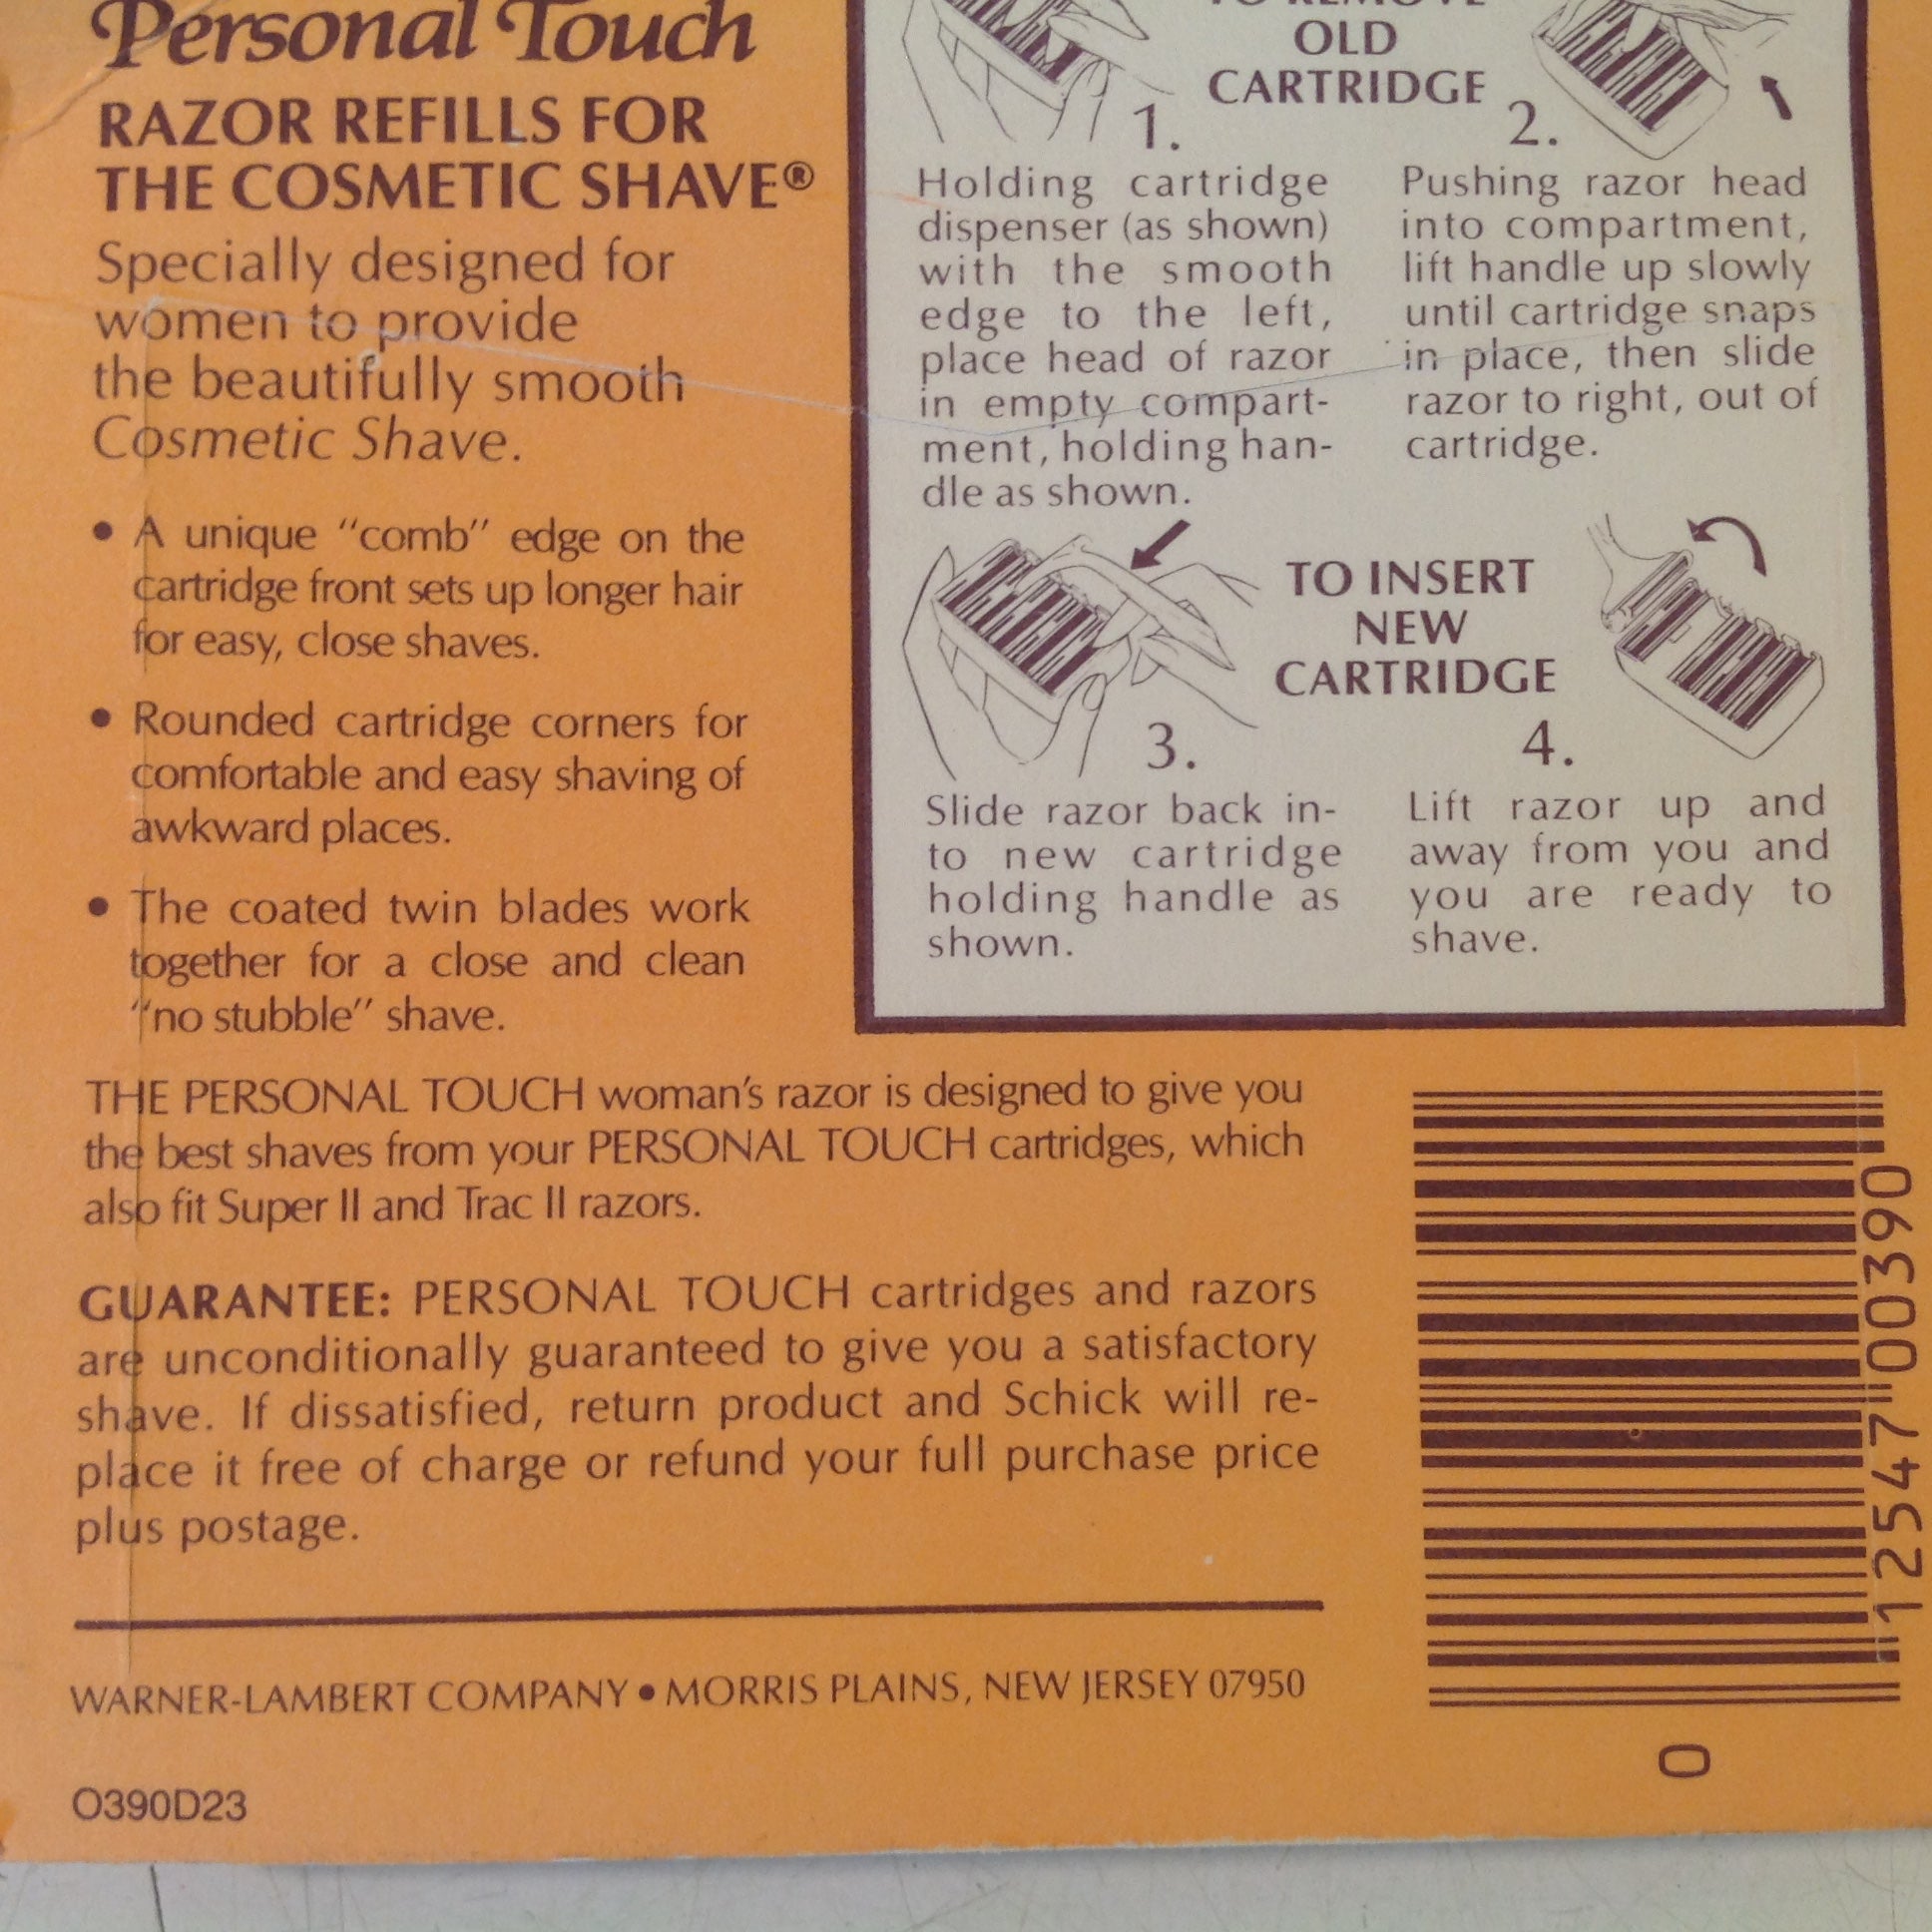 Personal Touch
RAZOR REFILLS FOR
THE COSMETIC SHAVE®
Specially designed for
women to provide
the beautifully smooth
Cosmetic Shave.
• A unique “comb” edge on the
cartridge front sets up longer hair
for easy, close shaves.
• Rounded cartridge corners for
comfortable and easy shaving of
awkward places.
• The coated twin blades work
together for a close and clean
“no stubble” shave.
TO REMOVE
OLD
CARTRIDGE
1.
Holding cartridge
dispenser (as shown)
with the smooth
edge to the left,
place head of razor
in empty compart-
ment, holding han-
dle as shown.
2.
Pushing razor head
into compartment,
lift handle up slowly
until cartridge snaps
in place, then slide
razor to right, out of
cartridge.
TO INSERT
NEW
CARTRIDGE
3.
Slide razor back in-
to new cartridge
holding handle as
shown.
4.
Lift razor up and
away from you and
you are ready to
shave.
THE PERSONAL TOUCH woman's razor is designed to give you
the best shaves from your PERSONAL TOUCH cartridges, which
also fit Super II and Trac II razors.
GUARANTEE: PERSONAL TOUCH cartridges and razors
are unconditionally guaranteed to give you a satisfactory
shave. If dissatisfied, return product and Schick will re-
place it free of charge or refund your full purchase price
plus postage.
WARNER-LAMBERT COMPANY • MORRIS PLAINS, NEW JERSEY 07950
O390D23
0
12547 00390